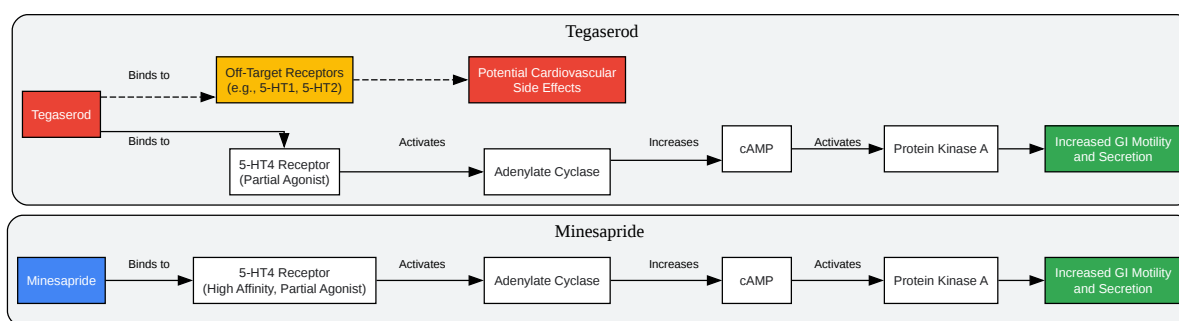 Tegaserod
Binds to
Off-Target Receptors
(e.g., 5-HT1, 5-HT2)
Potential Cardiovascular
Side Effects
Tegaserod
Binds to
5-HT4 Receptor
(Partial Agonist)
Activates
Adenylate Cyclase
Increases
cAMP
Activates
Protein Kinase A
Increased GI Motility
and Secretion
Minesapride
Minesapride
Binds to
5-HT4 Receptor
(High Affinity, Partial Agonist)
Activates
Adenylate Cyclase
Increases
cAMP
Activates
Protein Kinase A
Increased GI Motility
and Secretion